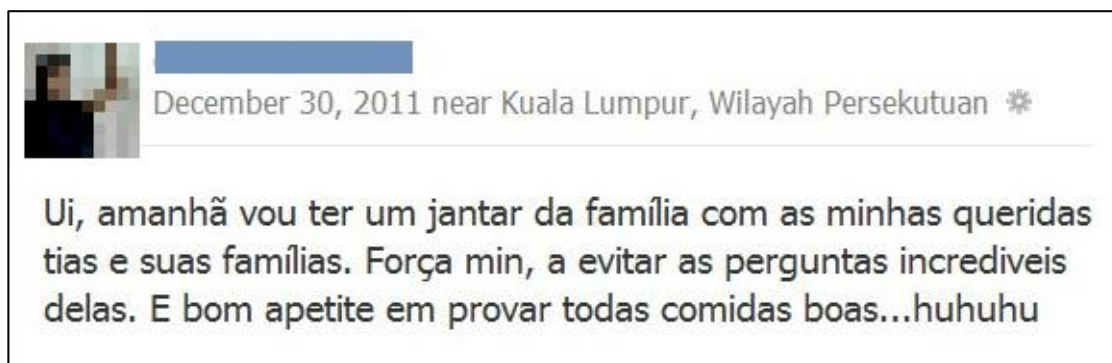 December 30, 2011 near Kuala Lumpur, Wilayah Persekutuan
Ui, amanhã vou ter um jantar da família com as minhas queridas
tias e suas famílias. Força min, a evitar as perguntas incrediveis
delas. E bom apetite em provar todas comidas boas...huhuhu